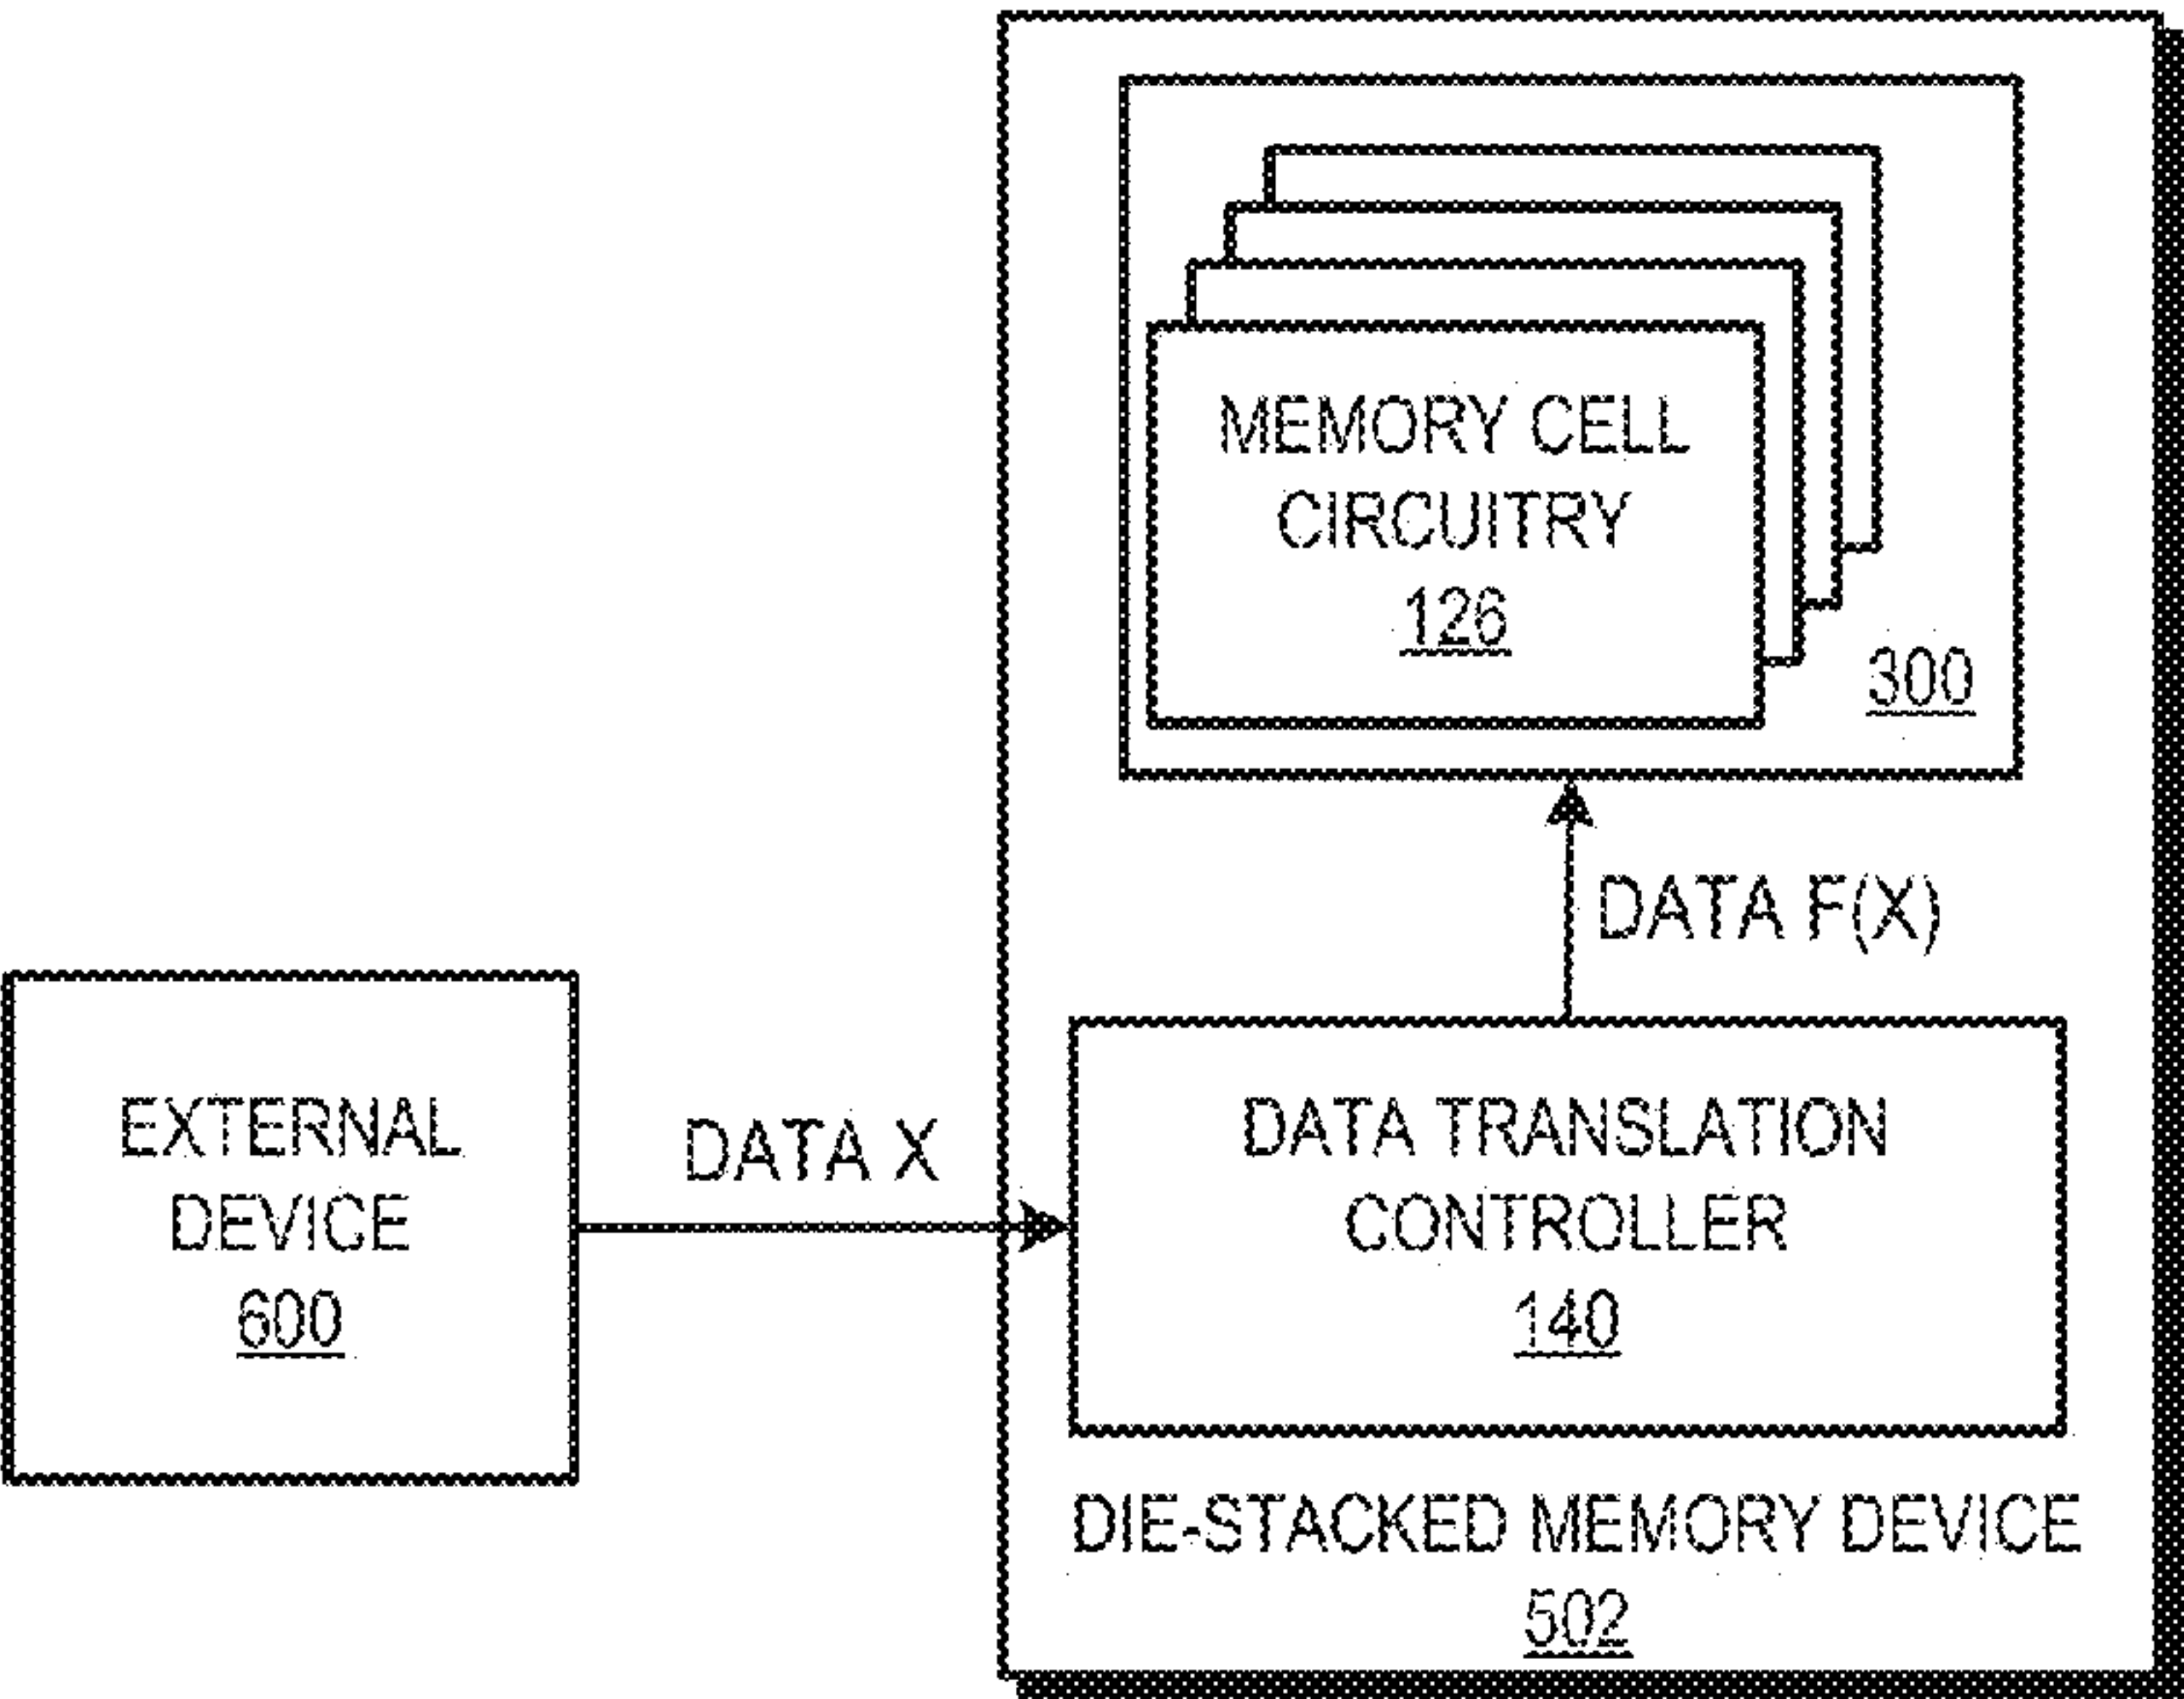 MEMORY CELL
CIRCUITRY
126
300
DATA F(X)
EXTERNAL
DEVICE
600
DATA X
DATA TRANSLATION
CONTROLLER
140
DIE-STACKED MEMORY DEVICE
502